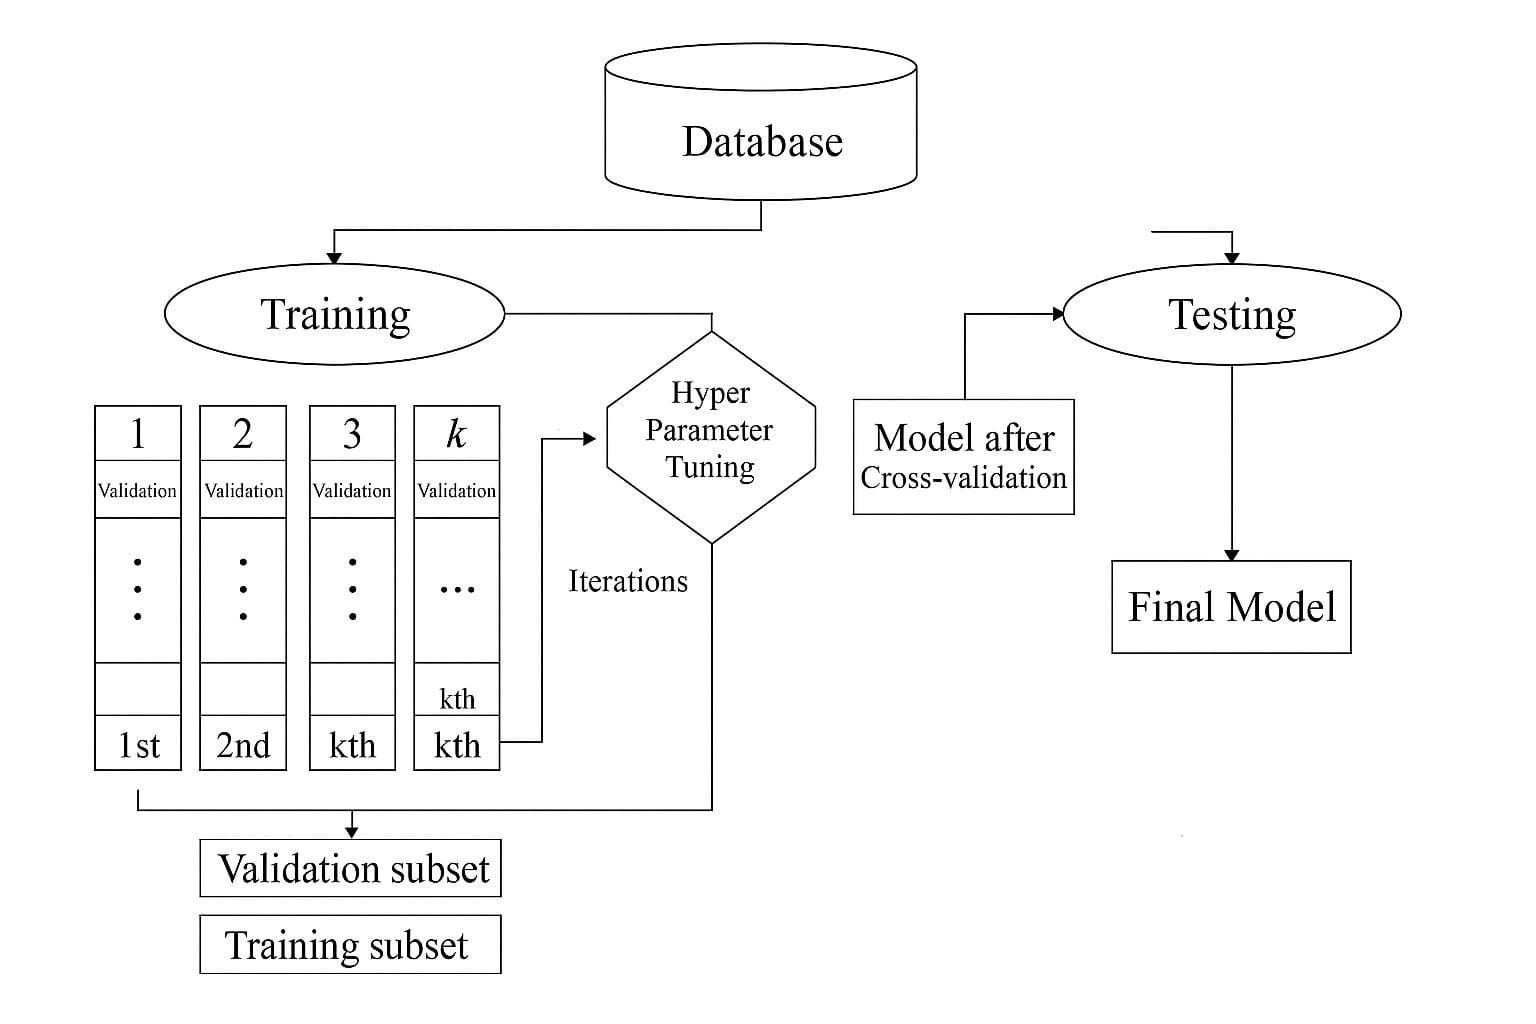 Database
Training
Testing
Hyper
Parameter
Tuning
Model after
Cross-validation
1 2 3 k
Validation Validation Validation Validation
⋮ ⋮ ⋮ ...
Iterations
Final Model
kth
1st 2nd kth kth
Validation subset
Training subset